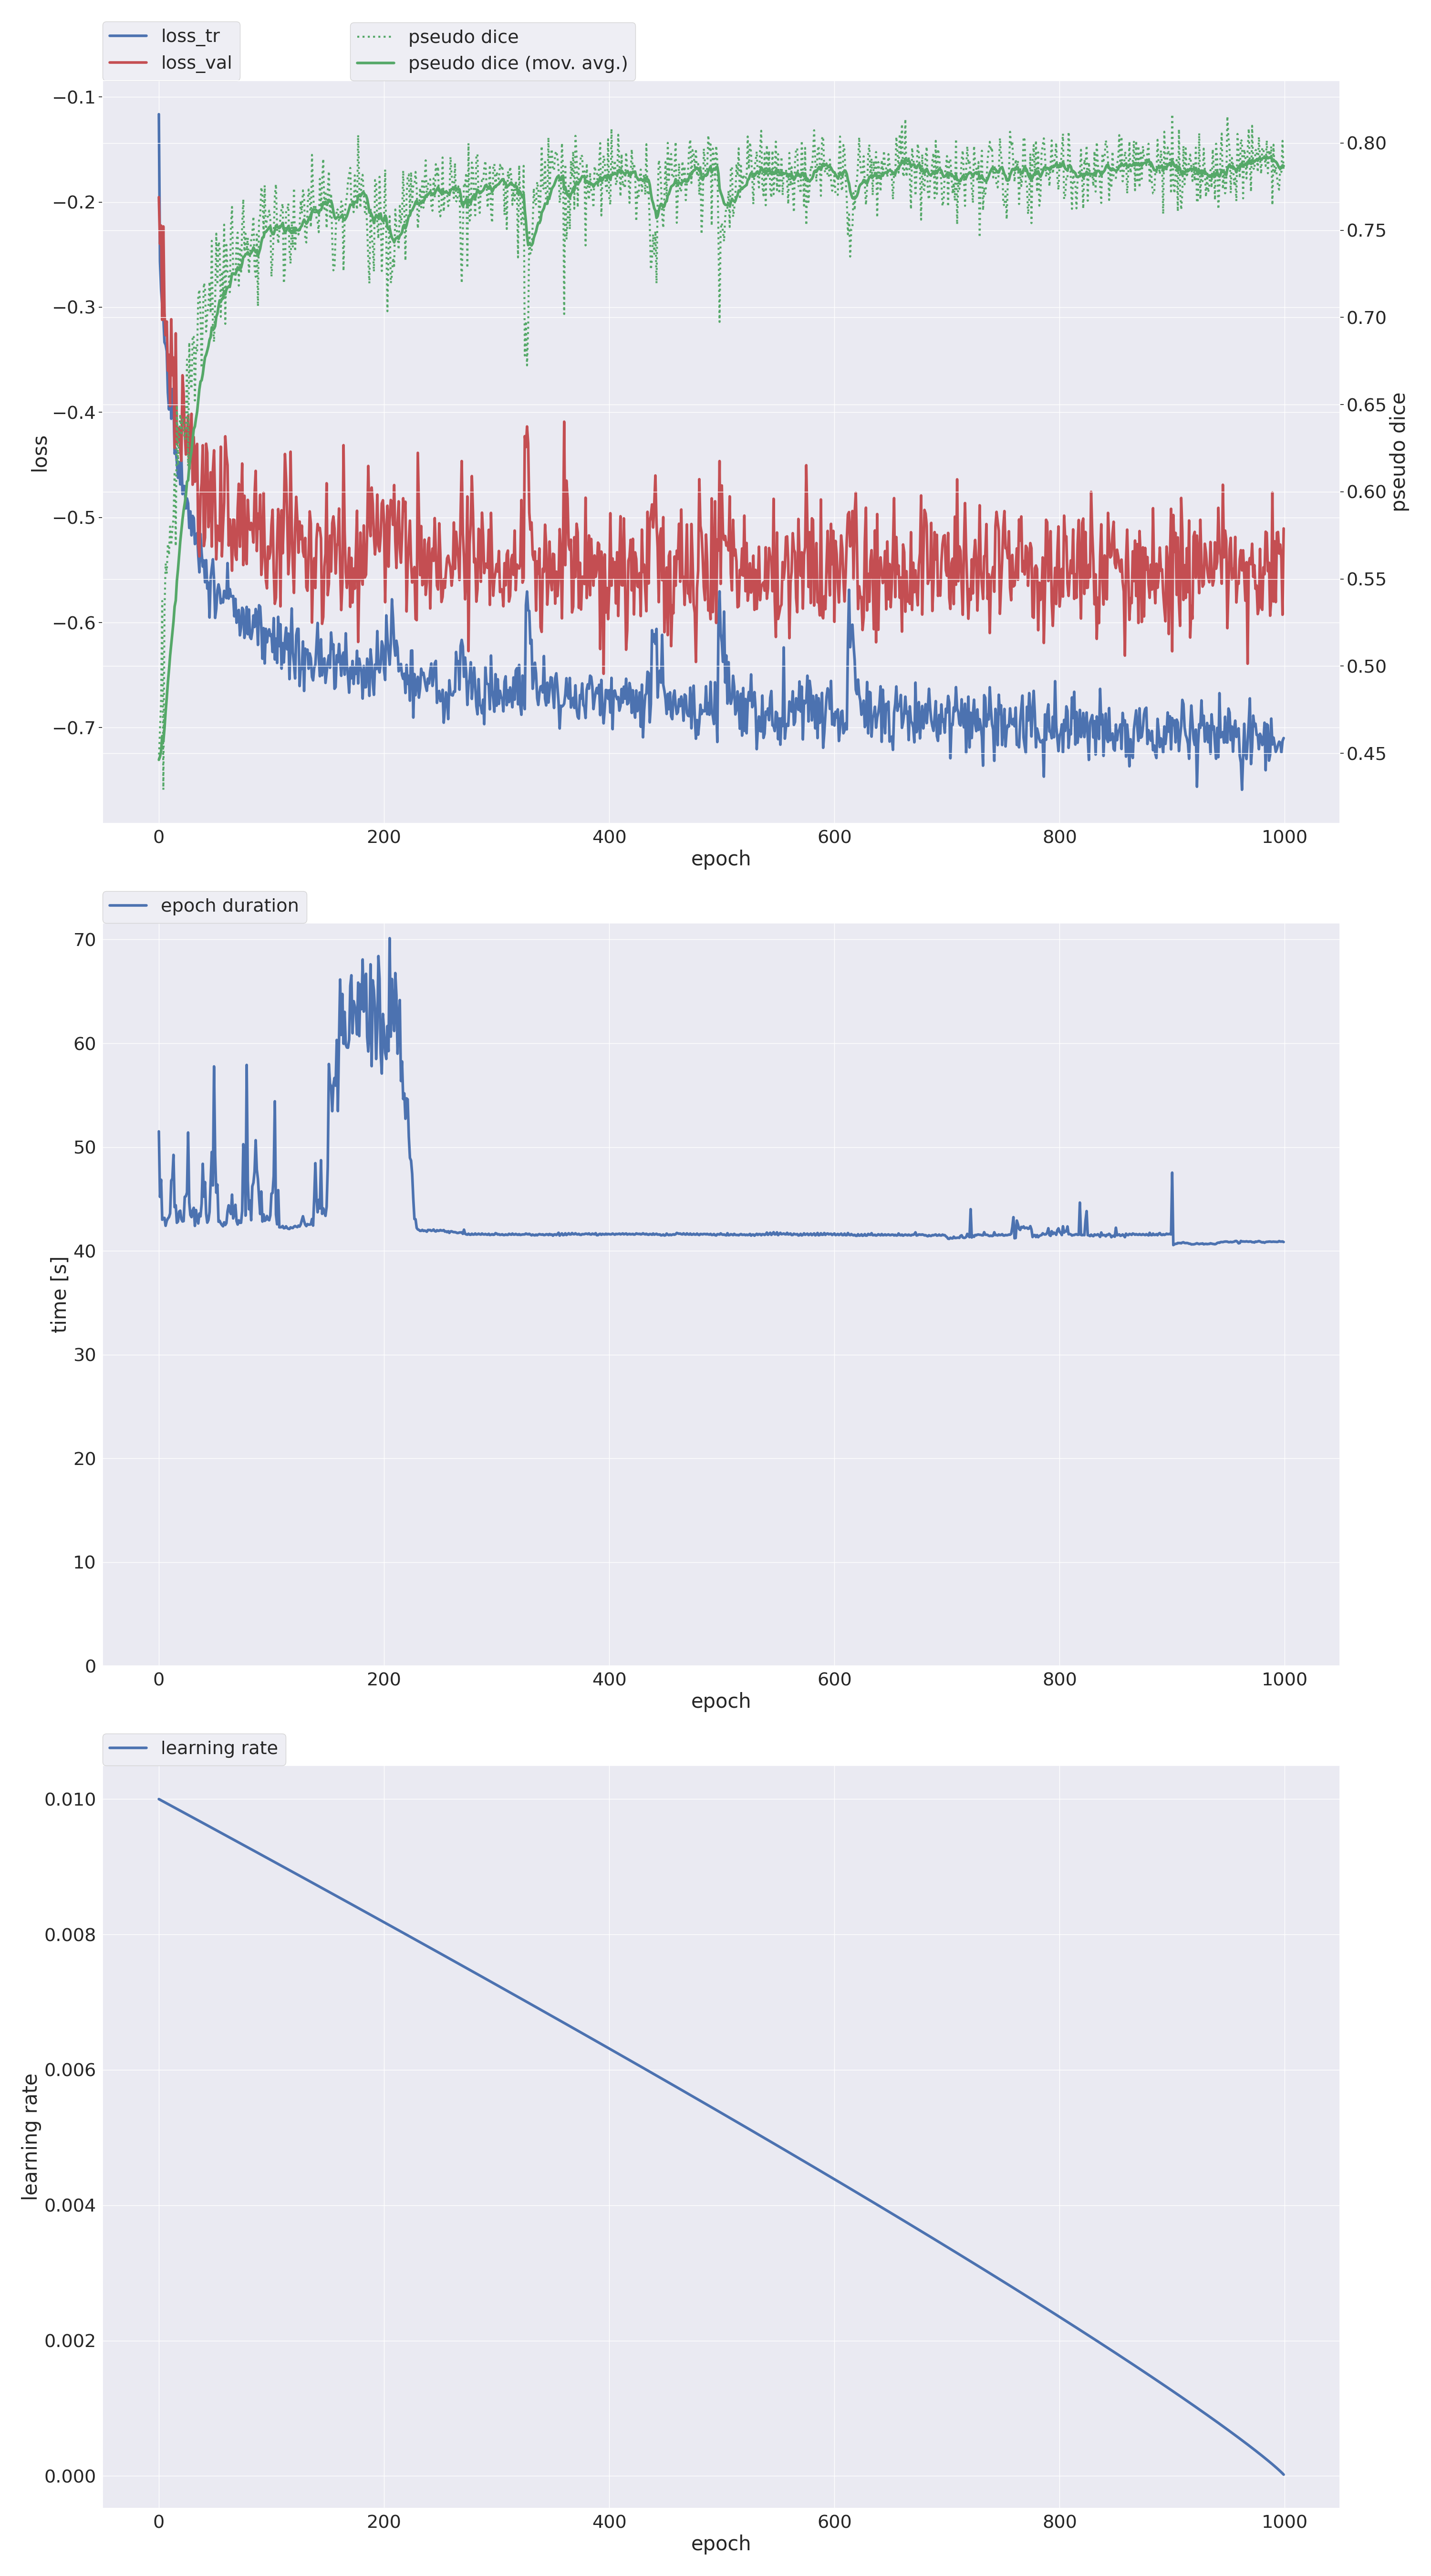 loss_tr
loss_val
pseudo dice
pseudo dice (mov. avg.)
−0.1
−0.2
−0.3
−0.4
−0.5
−0.6
−0.7
loss
0.80
0.75
0.70
0.65
0.60
0.55
0.50
0.45
pseudo dice
0 200 400 600 800 1000
epoch
epoch duration
70
60
50
40
30
20
10
0
time [s]
0 200 400 600 800 1000
epoch
learning rate
0.010
0.008
0.006
0.004
0.002
0.000
learning rate
0 200 400 600 800 1000
epoch